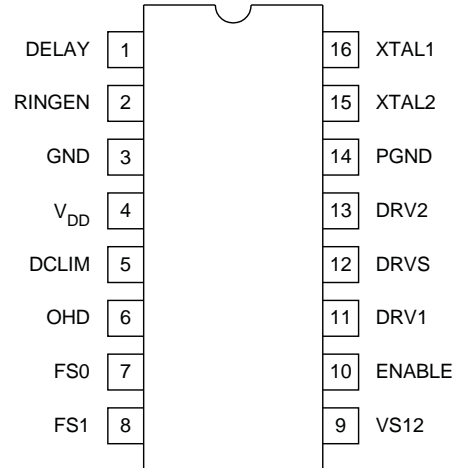 DELAY 1 16 XTAL1
RINGEN 2 15 XTAL2
GND 3 14 PGND
VDD 4 13 DRV2
DCLIM 5 12 DRVS
OHD 6 11 DRV1
FS0 7 10 ENABLE
FS1 8 9 VS12